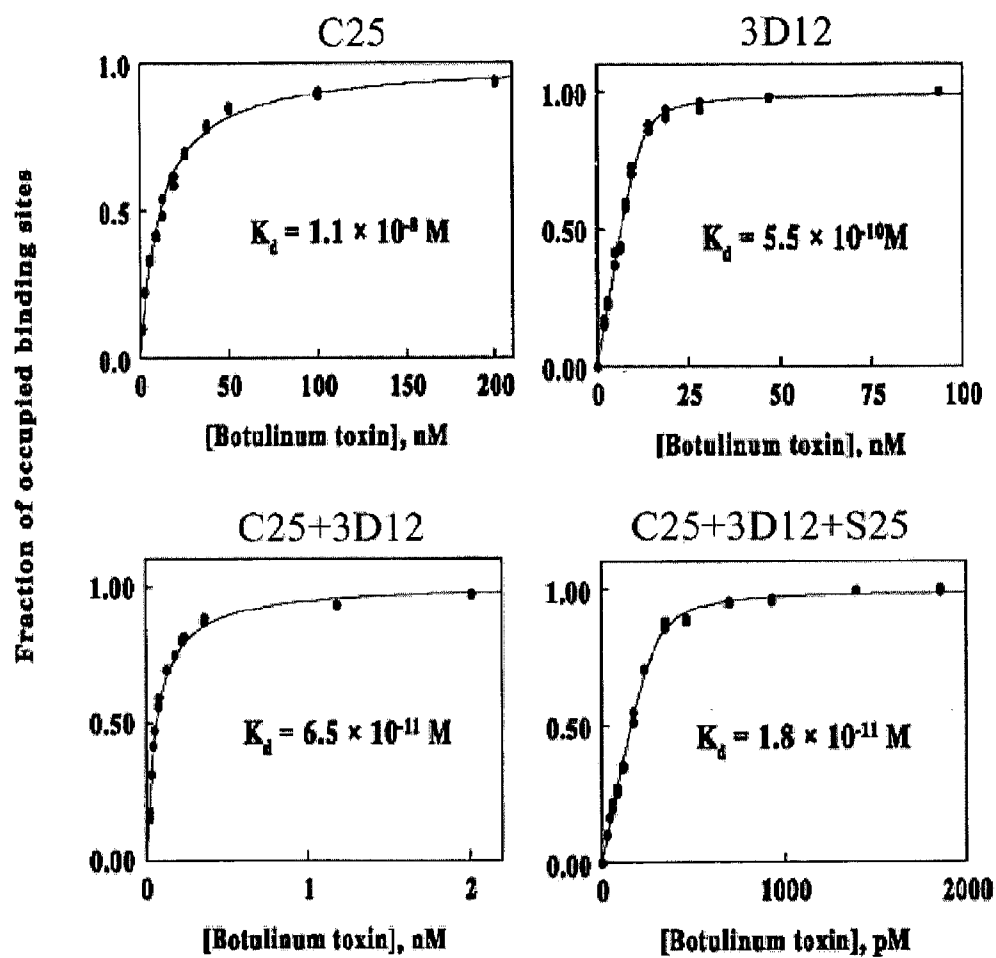 C25
3D12
Fraction of occupied binding sites
1.0
0.5
0.0
K_d = 1.1 × 10⁻⁸ M
0 50 100 150 200
[Botulinum toxin], nM
1.00
0.50
0.00
K_d = 5.5 × 10⁻¹⁰M
0 25 50 75 100
[Botulinum toxin], nM
C25+3D12
C25+3D12+S25
1.00
0.50
0.00
K_d = 6.5 × 10⁻¹¹ M
0 1 2
[Botulinum toxin], nM
1.00
0.50
0.00
K_d = 1.8 × 10⁻¹¹ M
0 1000 2000
[Botulinum toxin], pM